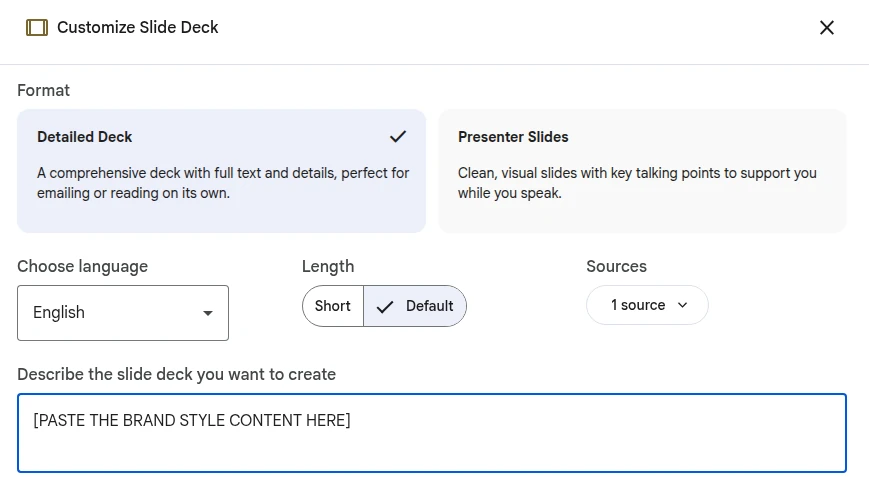 Customize Slide Deck
Format
Detailed Deck
A comprehensive deck with full text and details, perfect for
emailing or reading on its own.
Presenter Slides
Clean, visual slides with key talking points to support you
while you speak.
Choose language
English
Length
Short
Default
Sources
1 source
Describe the slide deck you want to create
[PASTE THE BRAND STYLE CONTENT HERE]